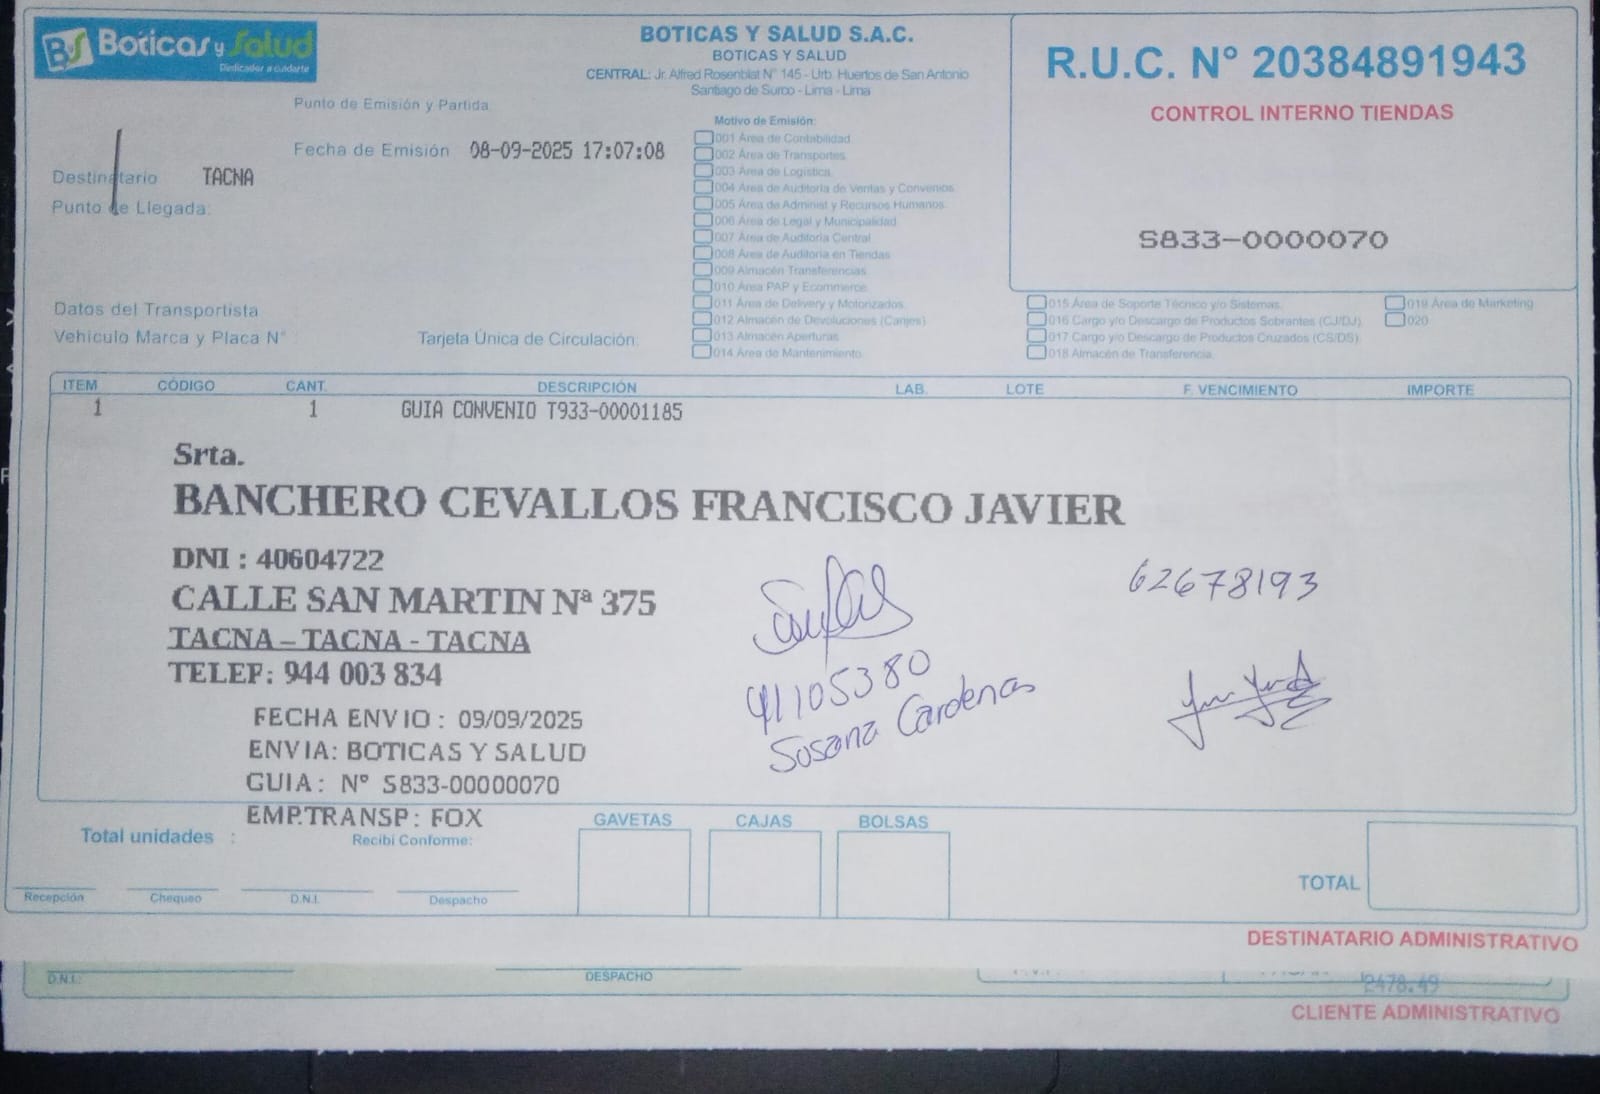 BS Boticas y Salud
Dedicados a cuidarte
BOTICAS Y SALUD S.A.C.
BOTICAS Y SALUD
CENTRAL: Jr. Alfred Rosenblat N° 145 - Urb. Huertos de San Antonio
Santiago de Surco - Lima - Lima
R.U.C. N° 20384891943
CONTROL INTERNO TIENDAS
S833-0000070
Punto de Emisión y Partida
Fecha de Emisión 08-09-2025 17:07:08
Destinatario TACNA
Punto de Llegada:
Motivo de Emisión:
001 Área de Contabilidad
002 Área de Transportes
003 Área de Logística
004 Área de Auditoría de Ventas y Convenios
005 Área de Administ y Recursos Humanos
006 Área de Legal y Municipalidad
007 Área de Auditoría Central
008 Área de Auditoría en Tiendas
009 Almacén Transferencias
010 Área PAP y Ecommerce
011 Área de Delivery y Motorizados
012 Almacén de Devoluciones (Canjes)
013 Almacén Aperturas
014 Área de Mantenimiento
015 Área de Soporte Técnico y/o Sistemas
016 Cargo y/o Descargo de Productos Sobrantes (CJ/DJ)
017 Cargo y/o Descargo de Productos Cruzados (CS/DS)
018 Almacén de Transferencia
019 Área de Marketing
020
Datos del Transportista
Vehículo Marca y Placa N° Tarjeta Única de Circulación:
ITEM CÓDIGO CANT. DESCRIPCIÓN LAB. LOTE F. VENCIMIENTO IMPORTE
1 1 GUIA CONVENIO T933-00001185
Srta.
BANCHERO CEVALLOS FRANCISCO JAVIER
DNI : 40604722
CALLE SAN MARTIN Nª 375
TACNA – TACNA - TACNA
TELEF: 944 003 834
FECHA ENVIO : 09/09/2025
ENVIA: BOTICAS Y SALUD
GUIA: N° S833-00000070
EMP.TRANSP: FOX
62678193
41105380
Susana Cardenas
Total unidades :
Recibí Conforme:
GAVETAS CAJAS BOLSAS
TOTAL
Recepción Chequeo D.N.I. Despacho
DESTINATARIO ADMINISTRATIVO
D.N.I.: DESPACHO
2478.49
CLIENTE ADMINISTRATIVO